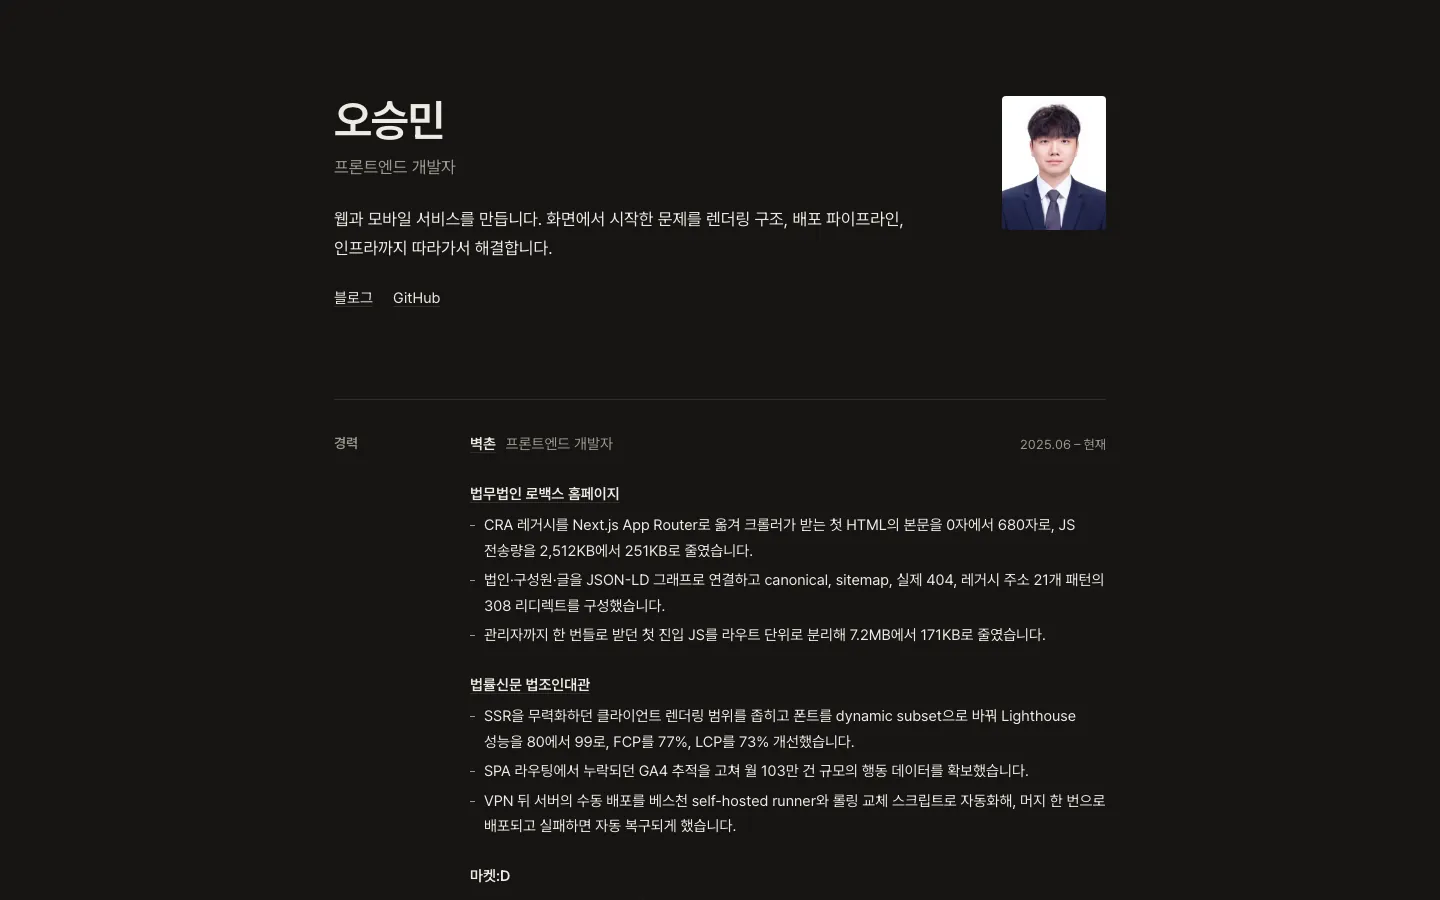 오승민
프론트엔드 개발자
웹과 모바일 서비스를 만듭니다. 화면에서 시작한 문제를 렌더링 구조, 배포 파이프라인,
인프라까지 따라가서 해결합니다.
블로그 GitHub
경력
벽촌 프론트엔드 개발자 2025.06 – 현재
법무법인 로백스 홈페이지
- CRA 레거시를 Next.js App Router로 옮겨 크롤러가 받는 첫 HTML의 본문을 0자에서 680자로, JS
전송량을 2,512KB에서 251KB로 줄였습니다.
- 법인·구성원·글을 JSON-LD 그래프로 연결하고 canonical, sitemap, 실제 404, 레거시 주소 21개 패턴의
308 리디렉트를 구성했습니다.
- 관리자까지 한 번들로 받던 첫 진입 JS를 라우트 단위로 분리해 7.2MB에서 171KB로 줄였습니다.
법률신문 법조인대관
- SSR을 무력화하던 클라이언트 렌더링 범위를 좁히고 폰트를 dynamic subset으로 바꿔 Lighthouse
성능을 80에서 99로, FCP를 77%, LCP를 73% 개선했습니다.
- SPA 라우팅에서 누락되던 GA4 추적을 고쳐 월 103만 건 규모의 행동 데이터를 확보했습니다.
- VPN 뒤 서버의 수동 배포를 베스천 self-hosted runner와 롤링 교체 스크립트로 자동화해, 머지 한 번으로
배포되고 실패하면 자동 복구되게 했습니다.
마켓:D